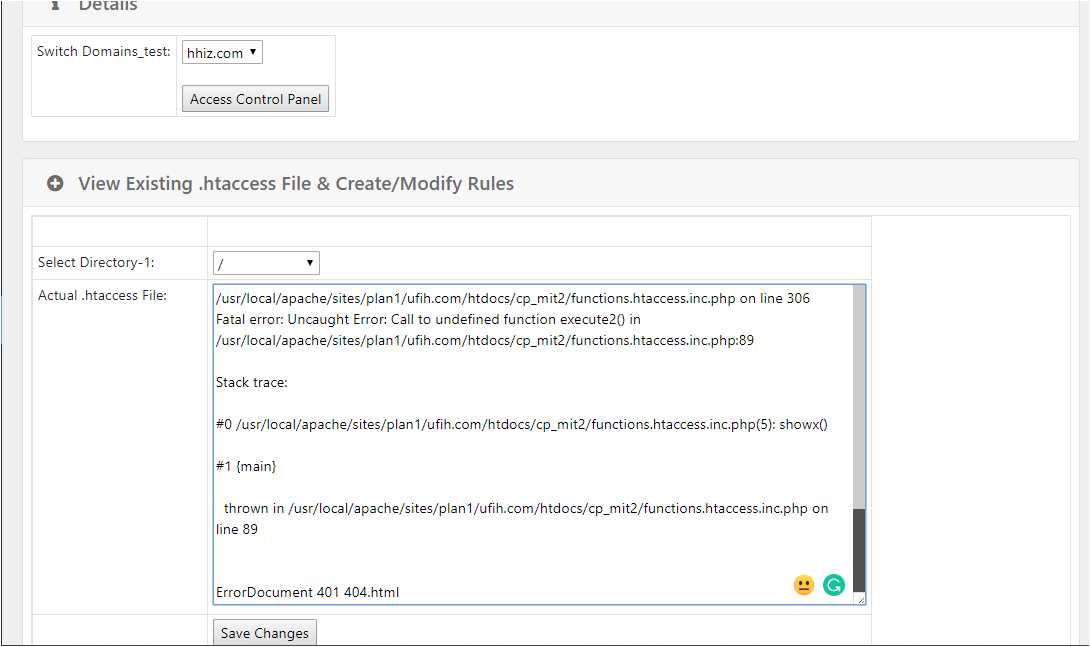 Details
Switch Domains_test:
hhiz.com
Access Control Panel
View Existing .htaccess File & Create/Modify Rules
Select Directory-1:
/
Actual .htaccess File:
/usr/local/apache/sites/plan1/ufih.com/htdocs/cp_mit2/functions.htaccess.inc.php on line 306
Fatal error: Uncaught Error: Call to undefined function execute2() in
/usr/local/apache/sites/plan1/ufih.com/htdocs/cp_mit2/functions.htaccess.inc.php:89
Stack trace:
#0 /usr/local/apache/sites/plan1/ufih.com/htdocs/cp_mit2/functions.htaccess.inc.php(5): showx()
#1 {main}
thrown in /usr/local/apache/sites/plan1/ufih.com/htdocs/cp_mit2/functions.htaccess.inc.php on
line 89
ErrorDocument 401 404.html
Save Changes